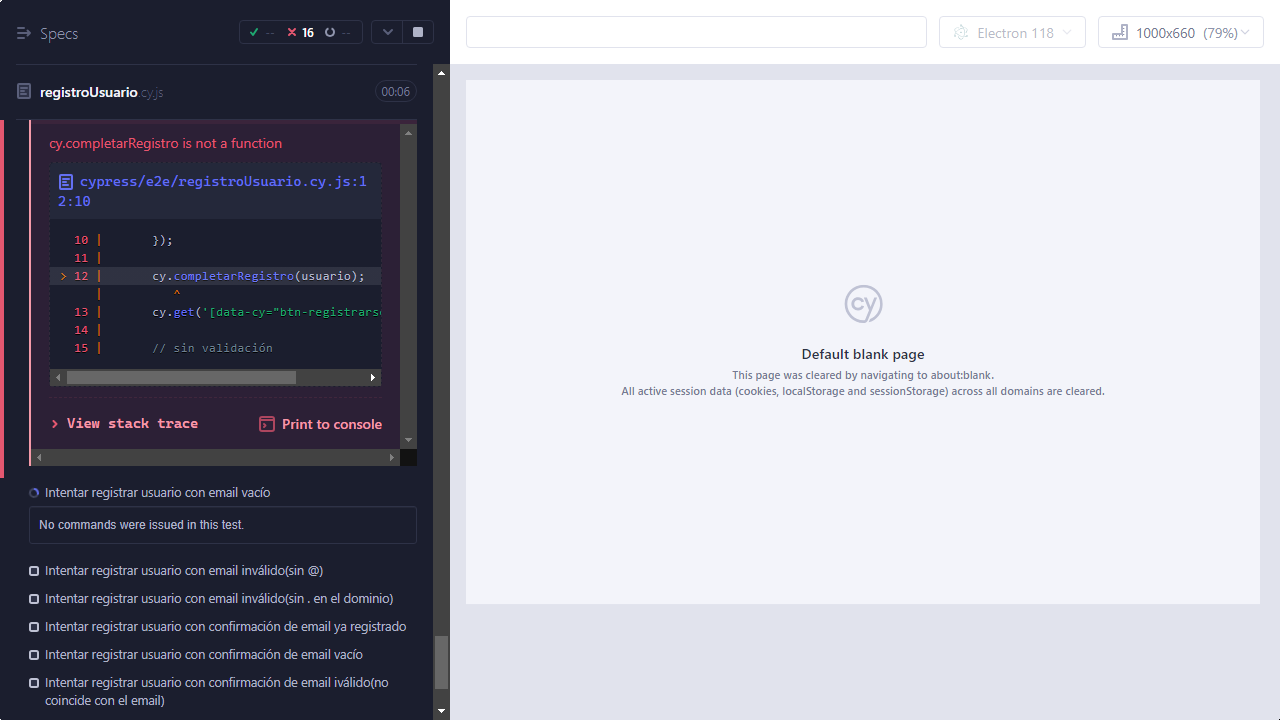 Specs
-- 16 --
registroUsuario.cy.js 00:06
cy.completarRegistro is not a function
cypress/e2e/registroUsuario.cy.js:1
2:10
10 | });
11 |
> 12 | cy.completarRegistro(usuario);
| ^
13 | cy.get('[data-cy="btn-registrars
14 |
15 | // sin validación
View stack trace Print to console
Intentar registrar usuario con email vacío
No commands were issued in this test.
Intentar registrar usuario con email inválido(sin @)
Intentar registrar usuario con email inválido(sin . en el dominio)
Intentar registrar usuario con confirmación de email ya registrado
Intentar registrar usuario con confirmación de email vacío
Intentar registrar usuario con confirmación de email iválido(no
coincide con el email)
Electron 118
1000x660 (79%)
cy
Default blank page
This page was cleared by navigating to about:blank.
All active session data (cookies, localStorage and sessionStorage) across all domains are cleared.